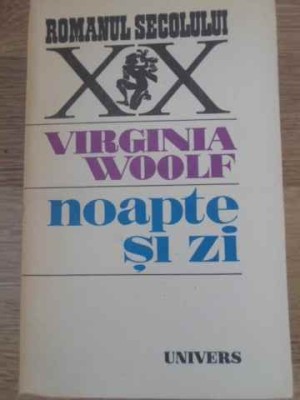 ROMANUL SECOLULUI
XX
VIRGINIA
WOOLF
noapte
și zi
UNIVERS